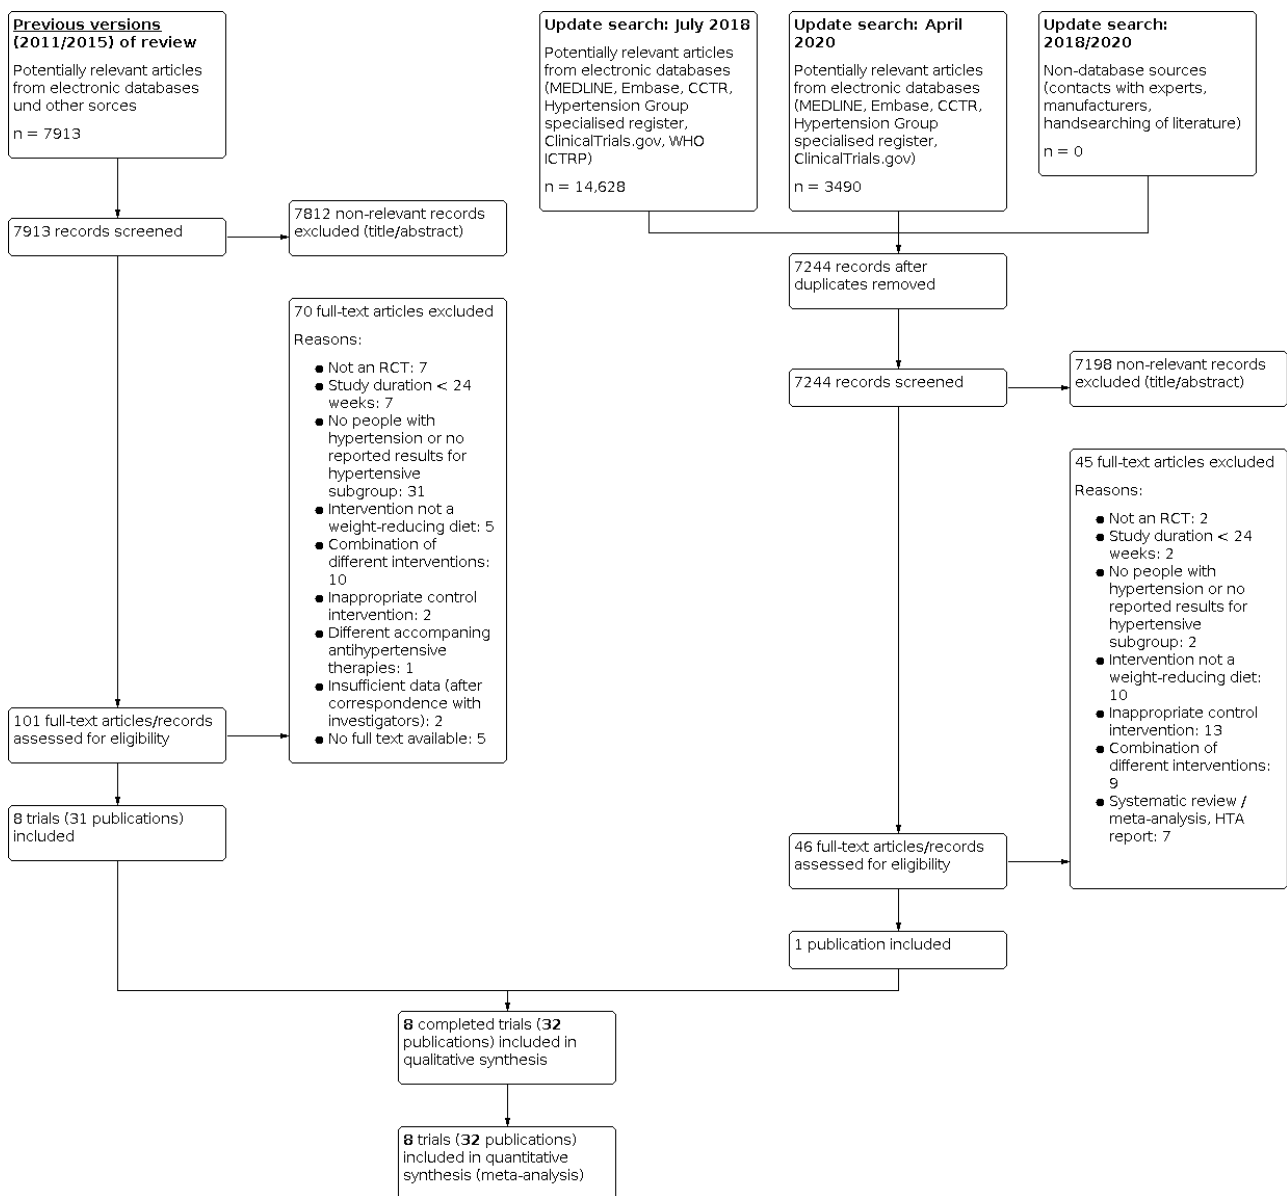 Previous versions
(2011/2015) of review
Potentially relevant articles
from electronic databases
und other sorces
n = 7913
Update search: July 2018
Potentially relevant articles
from electronic databases
(MEDLINE, Embase, CCTR,
Hypertension Group
specialised register,
ClinicalTrials.gov, WHO
ICTRP)
n = 14,628
Update search: April
2020
Potentially relevant articles
from electronic databases
(MEDLINE, Embase, CCTR,
Hypertension Group
specialised register,
ClinicalTrials.gov)
n = 3490
Update search:
2018/2020
Non-database sources
(contacts with experts,
manufacturers,
handsearching of literature)
n = 0
7913 records screened
7812 non-relevant records
excluded (title/abstract)
7244 records after
duplicates removed
70 full-text articles excluded
Reasons:
● Not an RCT: 7
● Study duration < 24
weeks: 7
● No people with
hypertension or no
reported results for
hypertensive
subgroup: 31
● Intervention not a
weight-reducing diet: 5
● Combination of
different interventions:
10
● Inappropriate control
intervention: 2
● Different accompaning
antihypertensive
therapies: 1
● Insufficient data (after
correspondence with
investigators): 2
● No full text available: 5
7244 records screened
7198 non-relevant records
excluded (title/abstract)
45 full-text articles excluded
Reasons:
● Not an RCT: 2
● Study duration < 24
weeks: 2
● No people with
hypertension or no
reported results for
hypertensive
subgroup: 2
● Intervention not a
weight-reducing diet:
10
● Inappropriate control
intervention: 13
● Combination of
different interventions:
9
● Systematic review /
meta-analysis, HTA
report: 7
101 full-text articles/records
assessed for eligibility
8 trials (31 publications)
included
46 full-text articles/records
assessed for eligibility
1 publication included
8 completed trials (32
publications) included in
qualitative synthesis
8 trials (32 publications)
included in quantitative
synthesis (meta-analysis)